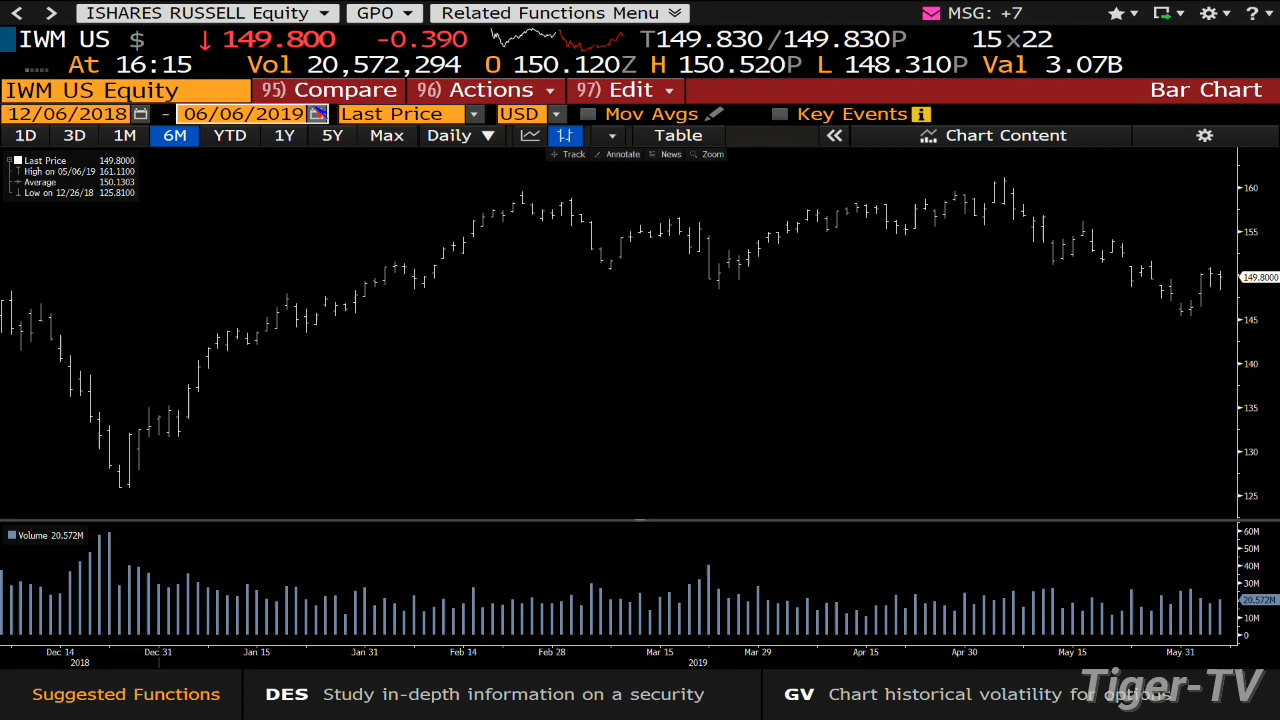 ISHARES RUSSELL Equity GPO Related Functions Menu MSG: +7 ?
IWM US $ ↓ 149.800 -0.390 T149.830/149.830P 15x22
At 16:15 Vol 20,572,294 O 150.120Z H 150.520P L 148.310P Val 3.07B
IWM US Equity 95) Compare 96) Actions 97) Edit Bar Chart
12/06/2018 - 06/06/2019 Last Price USD Mov Avgs Key Events i
1D 3D 1M 6M YTD 1Y 5Y Max Daily ▼ Table « Chart Content
Track Annotate News Zoom
Last Price 149.8000
High on 05/06/19 161.1100
Average 150.1303
Low on 12/26/18 125.8100
160
155
149.8000
145
140
135
130
125
Volume 20.572M
60M
50M
40M
30M
20.572M
10M
0
Dec 14 Dec 31 Jan 15 Jan 31 Feb 14 Feb 28 Mar 15 Mar 29 Apr 15 Apr 30 May 15 May 31
2018 2019
Suggested Functions DES Study in-depth information on a security GV Chart historical volatility for options
Tiger-TV